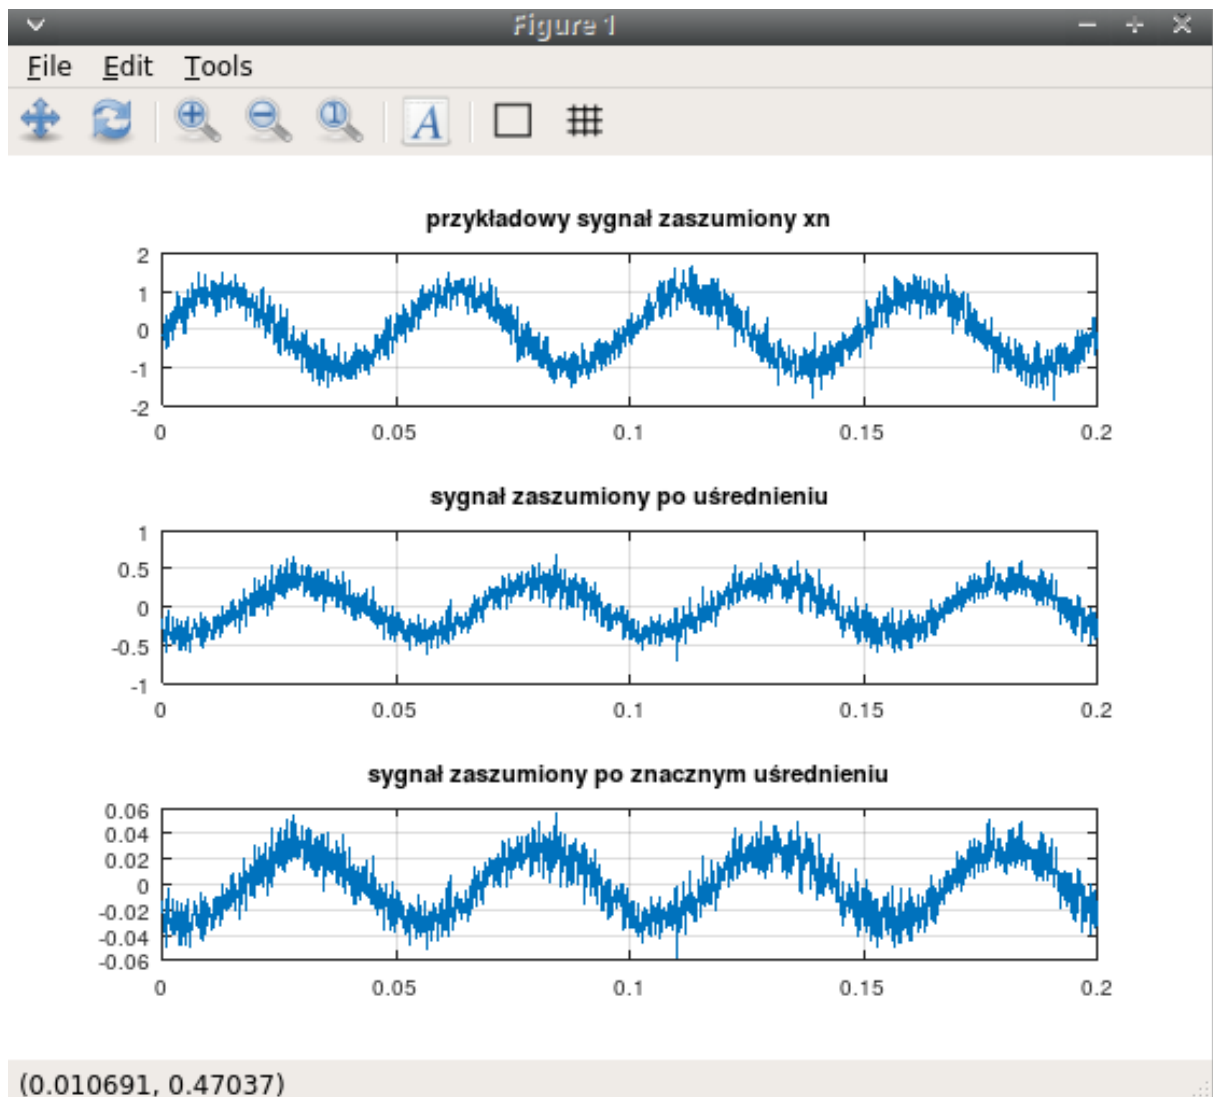 Figure 1
File Edit Tools
A
przykładowy sygnał zaszumiony xn
2
1
0
-1
-2
0 0.05 0.1 0.15 0.2
sygnał zaszumiony po uśrednieniu
1
0.5
0
-0.5
-1
0 0.05 0.1 0.15 0.2
sygnał zaszumiony po znacznym uśrednieniu
0.06
0.04
0.02
0
-0.02
-0.04
-0.06
0 0.05 0.1 0.15 0.2
(0.010691, 0.47037)